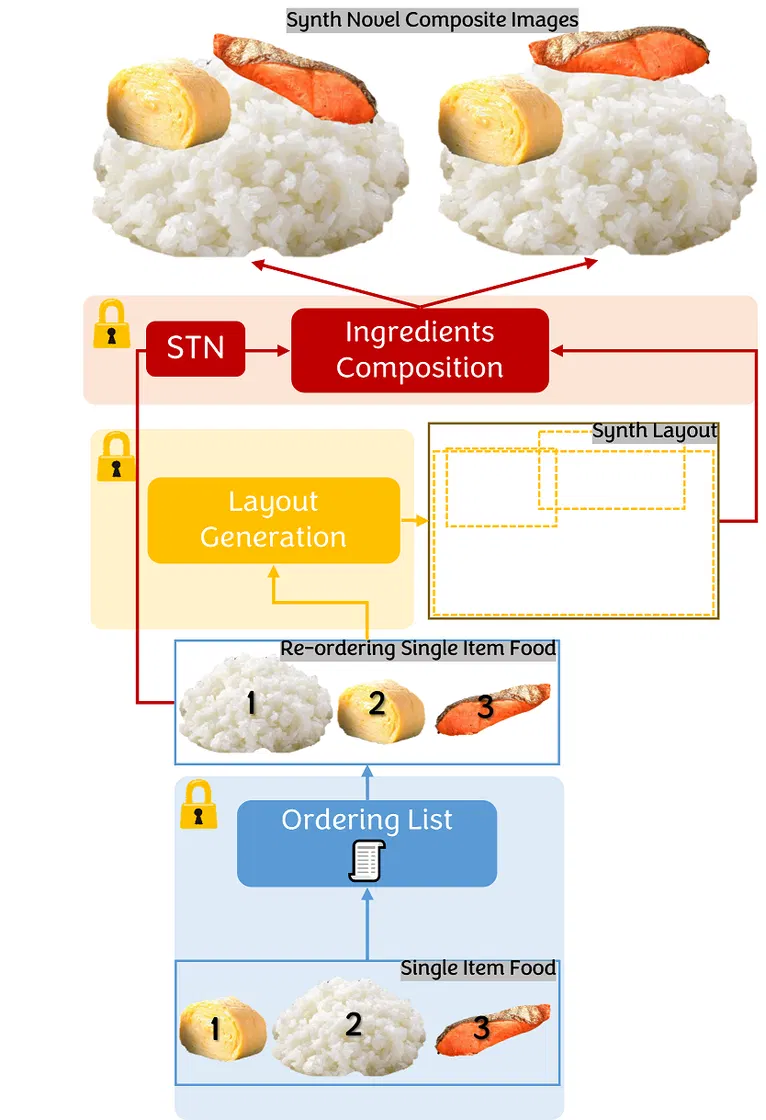 Synth Novel Composite Images
STN
Ingredients
Composition
Synth Layout
Layout
Generation
Re-ordering Single Item Food
1
2
3
Ordering List
Single Item Food
1
2
3